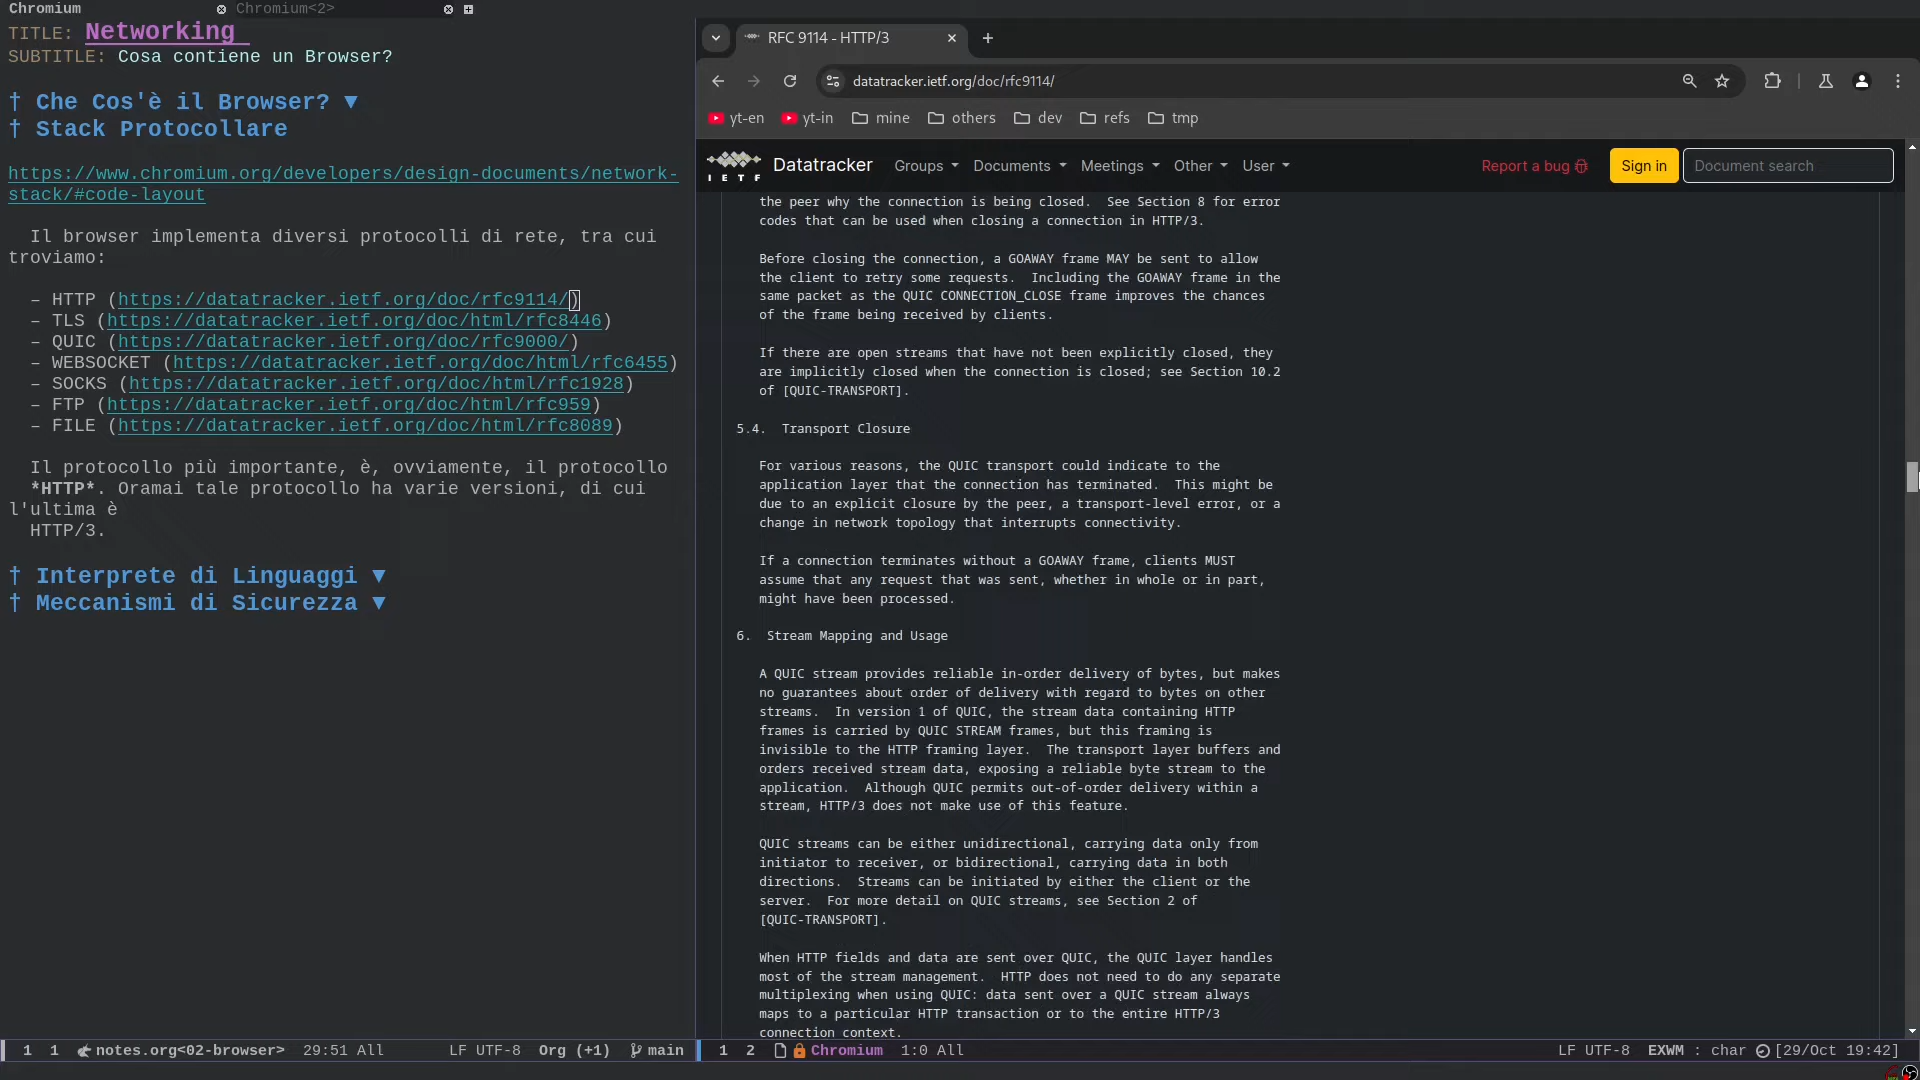 Chromium
Chromium<2>
TITLE: Networking
SUBTITLE: Cosa contiene un Browser?
† Che Cos'è il Browser? ▼
† Stack Protocollare
https://www.chromium.org/developers/design-documents/network-
stack/#code-layout
Il browser implementa diversi protocolli di rete, tra cui
troviamo:
– HTTP (https://datatracker.ietf.org/doc/rfc9114/)
– TLS (https://datatracker.ietf.org/doc/html/rfc8446)
– QUIC (https://datatracker.ietf.org/doc/rfc9000/)
– WEBSOCKET (https://datatracker.ietf.org/doc/html/rfc6455)
– SOCKS (https://datatracker.ietf.org/doc/html/rfc1928)
– FTP (https://datatracker.ietf.org/doc/html/rfc959)
– FILE (https://datatracker.ietf.org/doc/html/rfc8089)
Il protocollo più importante, è, ovviamente, il protocollo
*HTTP*. Oramai tale protocollo ha varie versioni, di cui
l'ultima è
HTTP/3.
† Interprete di Linguaggi ▼
† Meccanismi di Sicurezza ▼
1 1 notes.org<02-browser> 29:51 All LF UTF-8 Org (+1) main
RFC 9114 - HTTP/3
datatracker.ietf.org/doc/rfc9114/
yt-en yt-in mine others dev refs tmp
IETF Datatracker Groups Documents Meetings Other User Report a bug Sign in Document search
the peer why the connection is being closed. See Section 8 for error
codes that can be used when closing a connection in HTTP/3.
Before closing the connection, a GOAWAY frame MAY be sent to allow
the client to retry some requests. Including the GOAWAY frame in the
same packet as the QUIC CONNECTION_CLOSE frame improves the chances
of the frame being received by clients.
If there are open streams that have not been explicitly closed, they
are implicitly closed when the connection is closed; see Section 10.2
of [QUIC-TRANSPORT].
5.4. Transport Closure
For various reasons, the QUIC transport could indicate to the
application layer that the connection has terminated. This might be
due to an explicit closure by the peer, a transport-level error, or a
change in network topology that interrupts connectivity.
If a connection terminates without a GOAWAY frame, clients MUST
assume that any request that was sent, whether in whole or in part,
might have been processed.
6. Stream Mapping and Usage
A QUIC stream provides reliable in-order delivery of bytes, but makes
no guarantees about order of delivery with regard to bytes on other
streams. In version 1 of QUIC, the stream data containing HTTP
frames is carried by QUIC STREAM frames, but this framing is
invisible to the HTTP framing layer. The transport layer buffers and
orders received stream data, exposing a reliable byte stream to the
application. Although QUIC permits out-of-order delivery within a
stream, HTTP/3 does not make use of this feature.
QUIC streams can be either unidirectional, carrying data only from
initiator to receiver, or bidirectional, carrying data in both
directions. Streams can be initiated by either the client or the
server. For more detail on QUIC streams, see Section 2 of
[QUIC-TRANSPORT].
When HTTP fields and data are sent over QUIC, the QUIC layer handles
most of the stream management. HTTP does not need to do any separate
multiplexing when using QUIC: data sent over a QUIC stream always
maps to a particular HTTP transaction or to the entire HTTP/3
connection context.
1 2 Chromium 1:0 All LF UTF-8 EXWM : char [29/Oct 19:42]